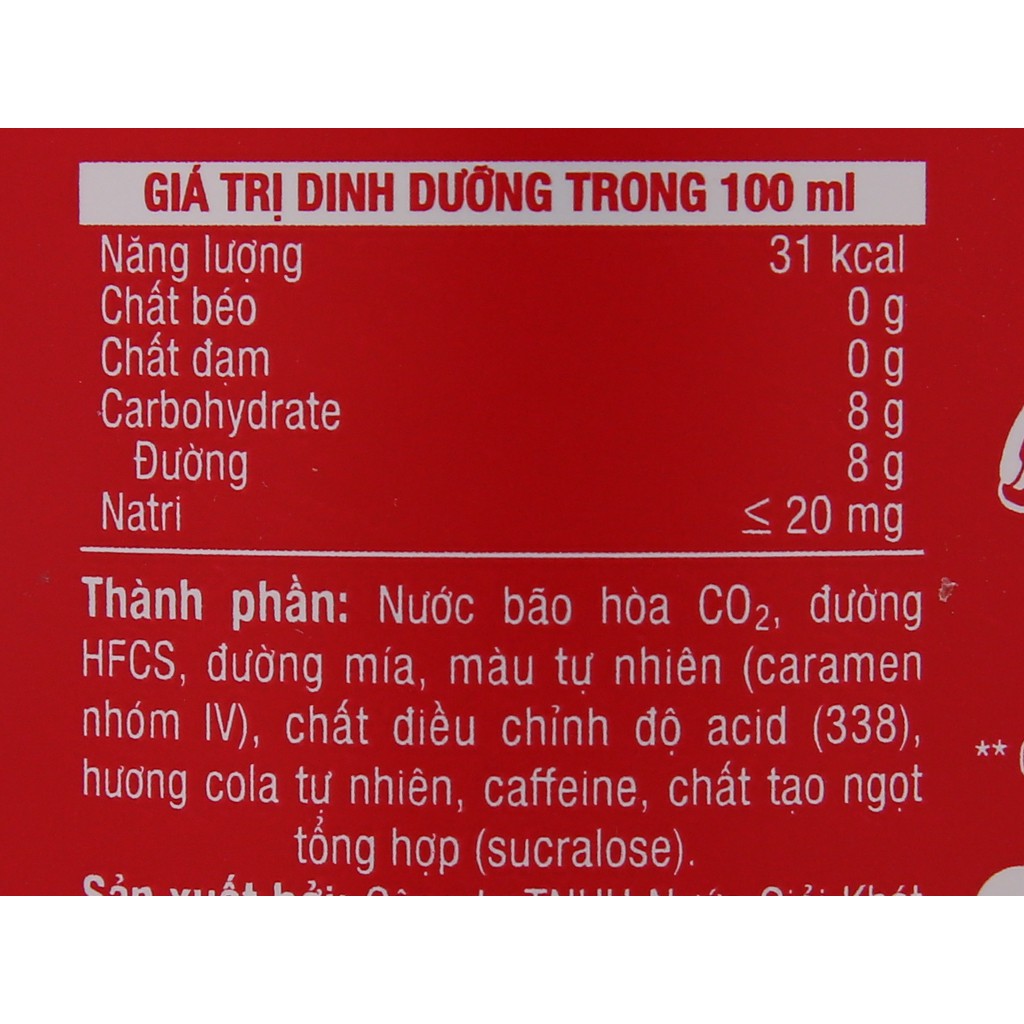 GIÁ TRỊ DINH DƯỠNG TRONG 100 ml
Năng lượng 31 kcal
Chất béo 0 g
Chất đạm 0 g
Carbohydrate 8 g
Đường 8 g
Natri ≤ 20 mg
Thành phần: Nước bão hòa CO₂, đường
HFCS, đường mía, màu tự nhiên (caramen
nhóm IV), chất điều chỉnh độ acid (338),
hương cola tự nhiên, caffeine, chất tạo ngọt
tổng hợp (sucralose).
**